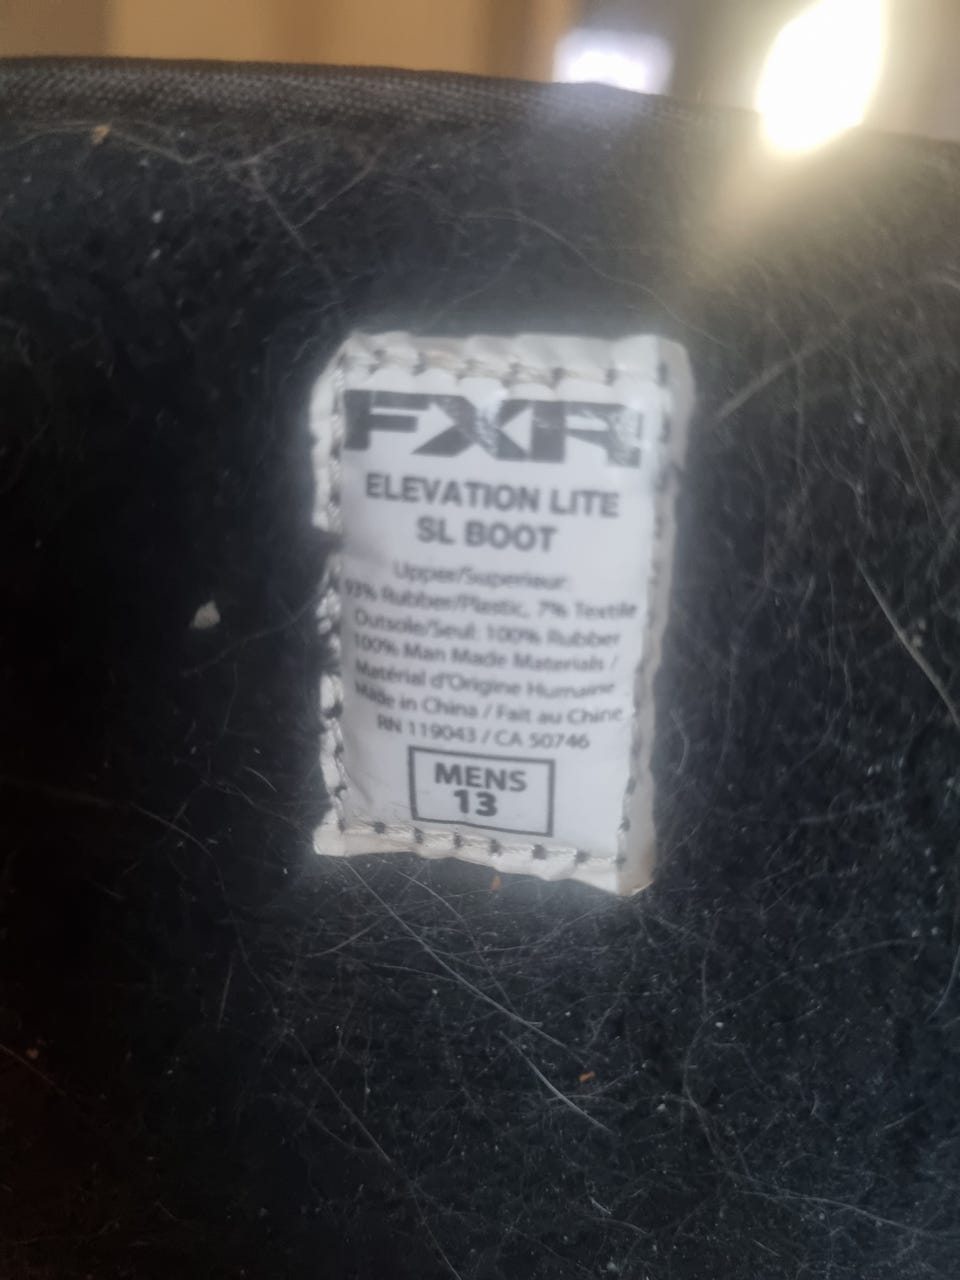 FXR
ELEVATION LITE
SL BOOT
Upper/Superieur:
93% Rubber/Plastic, 7% Textile
Outsole/Seul: 100% Rubber
100% Man Made Materials /
Matérial d'Origine Humaine
Made in China / Fait au Chine
RN 119043 / CA 50746
MENS
13